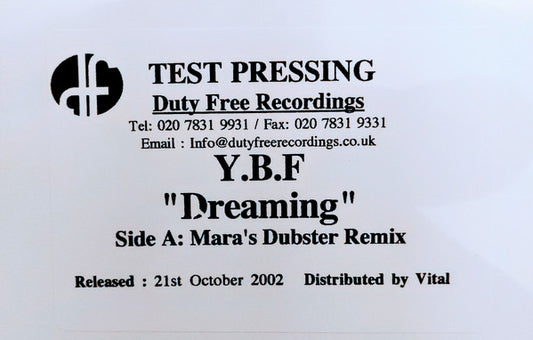 TEST PRESSING
Duty Free Recordings
Tel: 020 7831 9931 / Fax: 020 7831 9331
Email : Info@dutyfreerecordings.co.uk
Y.B.F
"Dreaming"
Side A: Mara's Dubster Remix
Released : 21st October 2002 Distributed by Vital